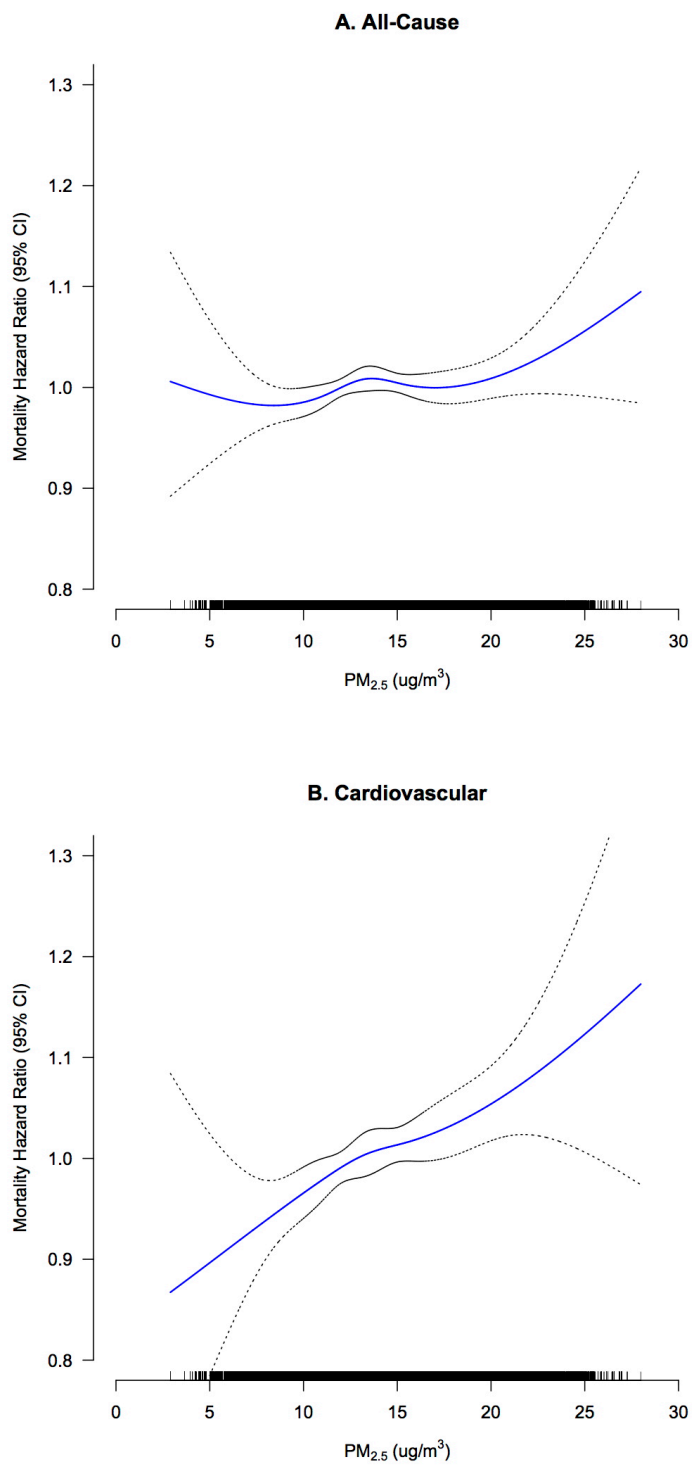 A. All-Cause
Mortality Hazard Ratio (95% CI)
1.3
1.2
1.1
1.0
0.9
0.8
0 5 10 15 20 25 30
PM2.5 (ug/m3)
B. Cardiovascular
Mortality Hazard Ratio (95% CI)
1.3
1.2
1.1
1.0
0.9
0.8
0 5 10 15 20 25 30
PM2.5 (ug/m3)